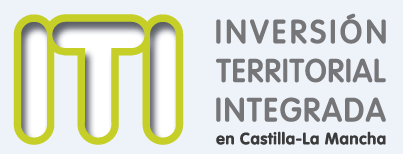 ITI
INVERSIÓN
TERRITORIAL
INTEGRADA
en Castilla-La Mancha